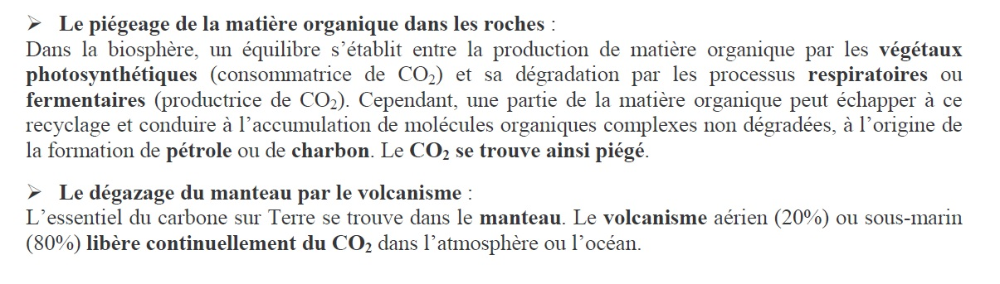 ➢ Le piégeage de la matière organique dans les roches :
Dans la biosphère, un équilibre s’établit entre la production de matière organique par les végétaux
photosynthétiques (consommatrice de CO₂) et sa dégradation par les processus respiratoires ou
fermentaires (productrice de CO₂). Cependant, une partie de la matière organique peut échapper à ce
recyclage et conduire à l’accumulation de molécules organiques complexes non dégradées, à l’origine de
la formation de pétrole ou de charbon. Le CO₂ se trouve ainsi piégé.
➢ Le dégazage du manteau par le volcanisme :
L’essentiel du carbone sur Terre se trouve dans le manteau. Le volcanisme aérien (20%) ou sous-marin
(80%) libère continuellement du CO₂ dans l’atmosphère ou l’océan.